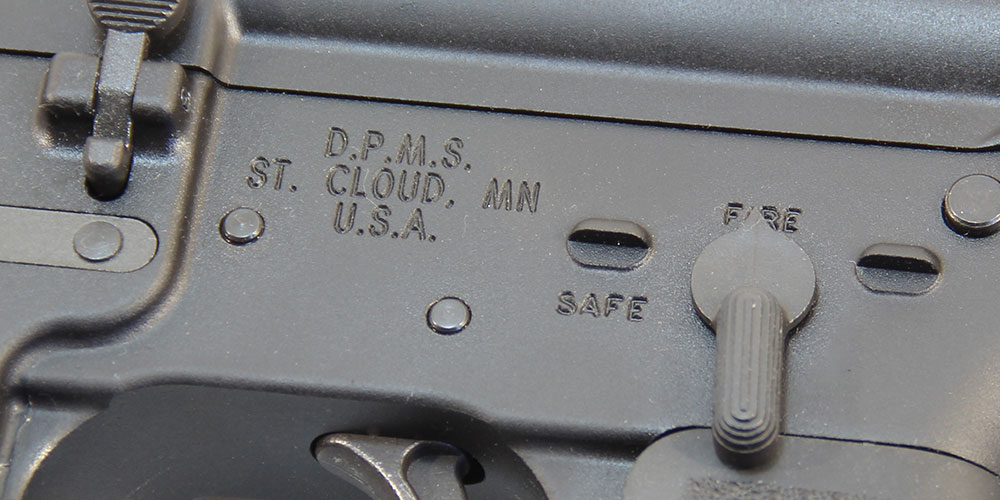 D.P.M.S.
ST. CLOUD, MN
U.S.A.
FIRE
SAFE